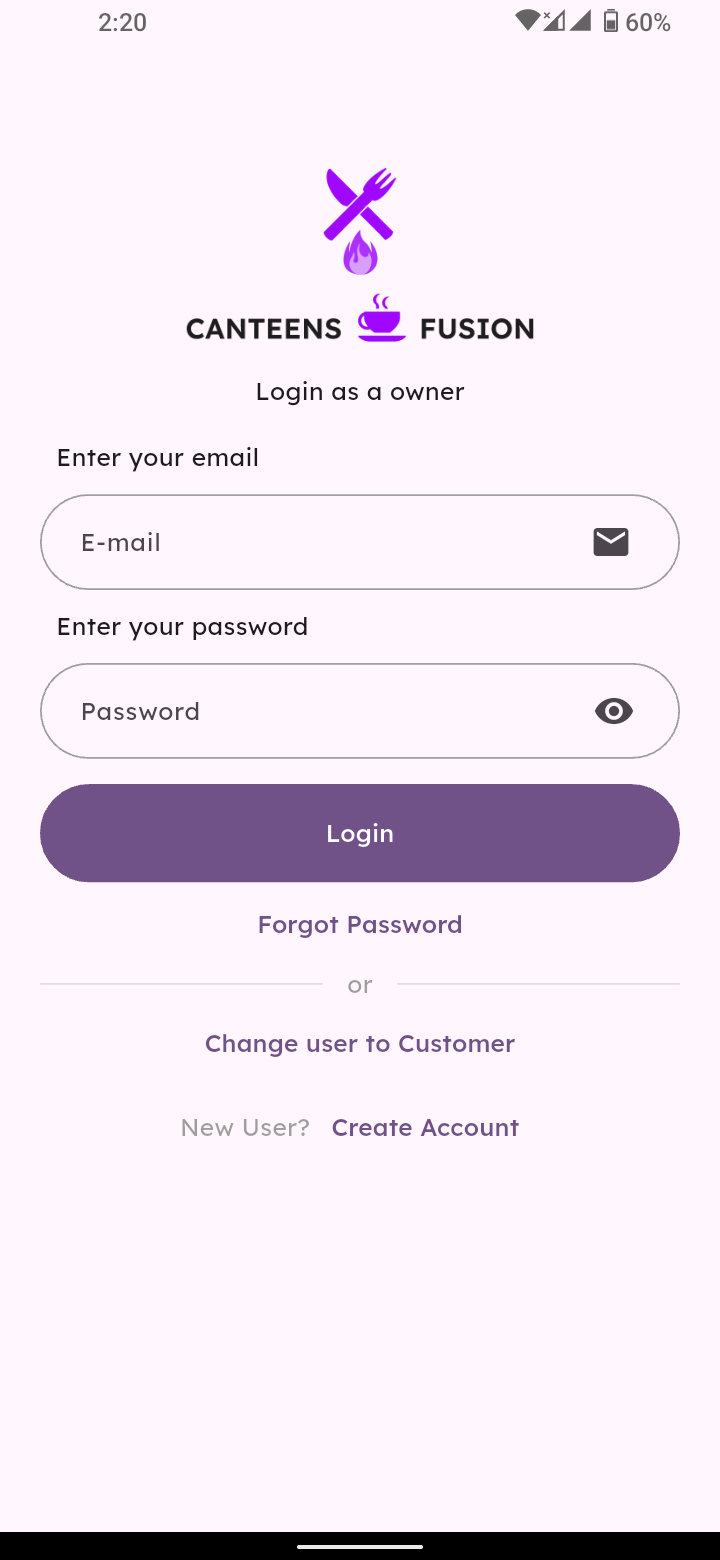 2:20 60%
CANTEENS FUSION
Login as a owner
Enter your email
E-mail
Enter your password
Password
Login
Forgot Password
or
Change user to Customer
New User? Create Account